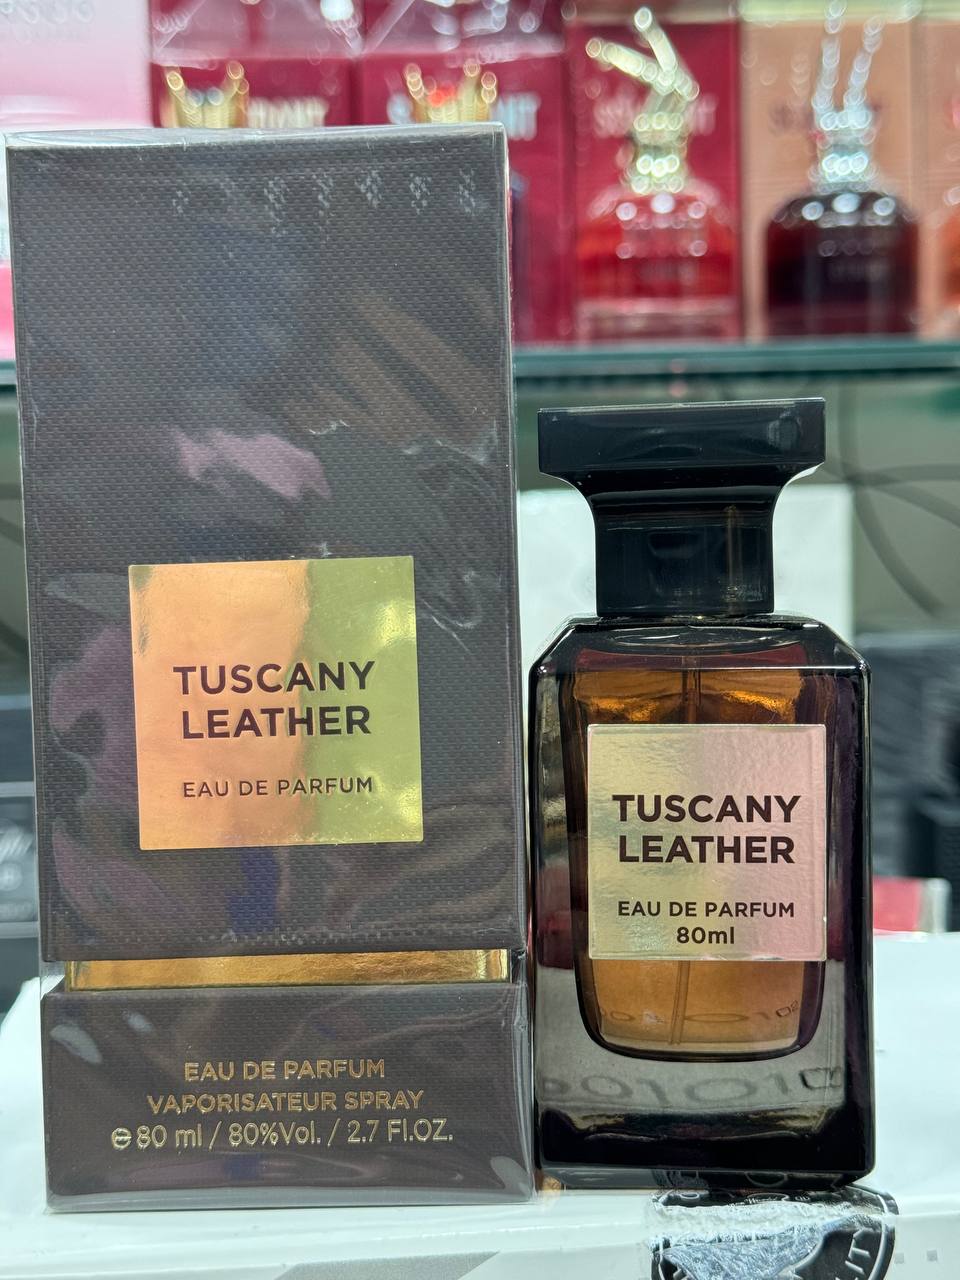 TUSCANY
LEATHER
EAU DE PARFUM
EAU DE PARFUM
VAPORISATEUR SPRAY
℮ 80 ml / 80%Vol. / 2.7 Fl.OZ.
TUSCANY
LEATHER
EAU DE PARFUM
80ml